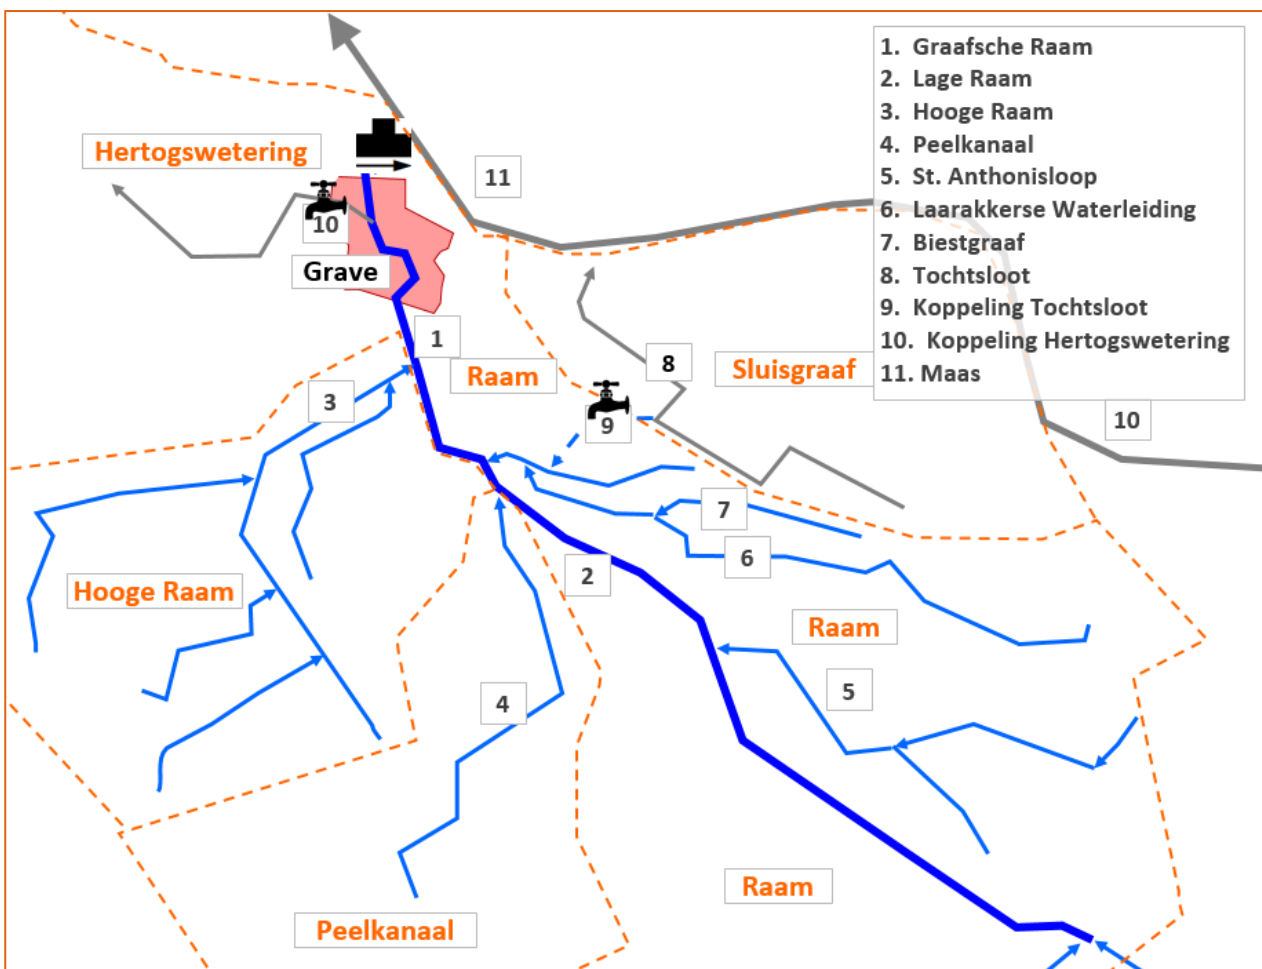 1. Graafsche Raam
2. Lage Raam
3. Hooge Raam
4. Peelkanaal
5. St. Anthonisloop
6. Laarakkerse Waterleiding
7. Biestgraaf
8. Tochtsloot
9. Koppeling Tochtsloot
10. Koppeling Hertogswetering
11. Maas
Hertogswetering
11
10
Grave
1
Raam
8
Sluisgraaf
3
9
10
7
6
Hooge Raam
2
Raam
4
5
Raam
Peelkanaal